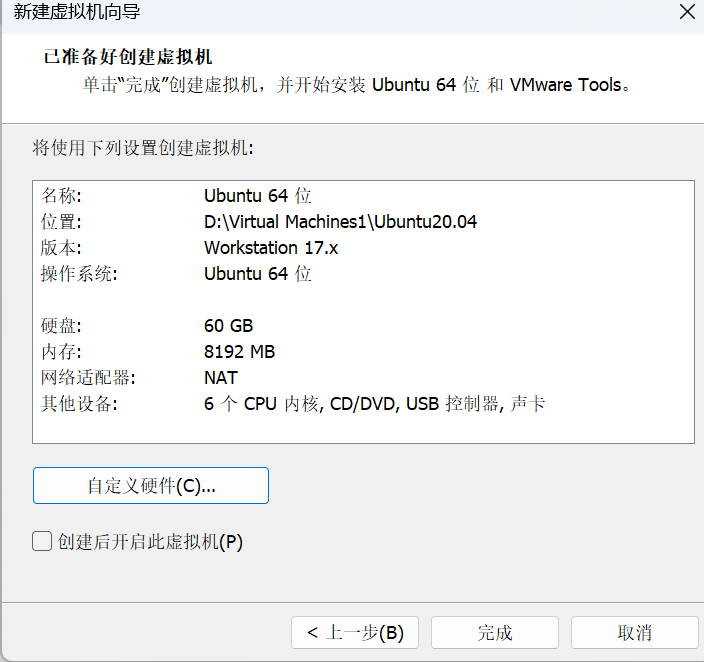 新建虚拟机向导
已准备好创建虚拟机
单击“完成”创建虚拟机，并开始安装 Ubuntu 64 位 和 VMware Tools。
将使用下列设置创建虚拟机:
名称: Ubuntu 64 位
位置: D:\Virtual Machines1\Ubuntu20.04
版本: Workstation 17.x
操作系统: Ubuntu 64 位
硬盘: 60 GB
内存: 8192 MB
网络适配器: NAT
其他设备: 6 个 CPU 内核, CD/DVD, USB 控制器, 声卡
自定义硬件(C)...
创建后开启此虚拟机(P)
< 上一步(B) 完成 取消